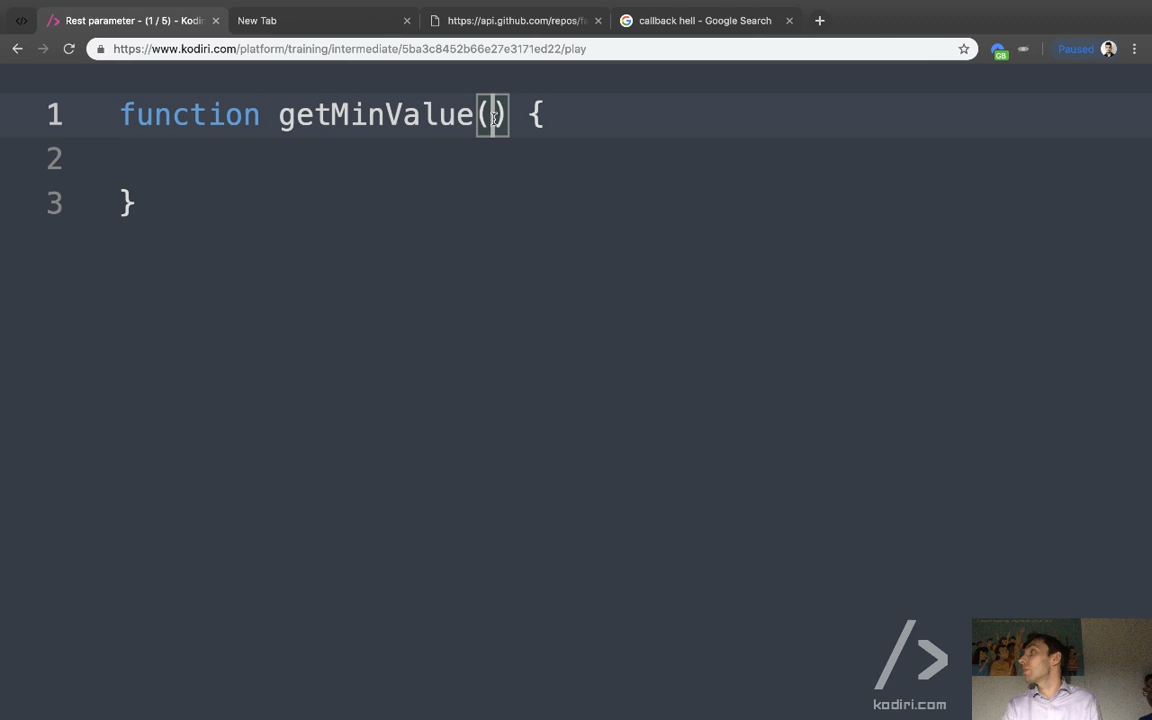 Rest parameter - (1 / 5) - Kodi
New Tab
https://api.github.com/repos/f
callback hell - Google Search
https://www.kodiri.com/platform/training/intermediate/5ba3c8452b66e27e3171ed22/play
GB
Paused
1 function getMinValue() {
2
3 }
/>
kodiri.com